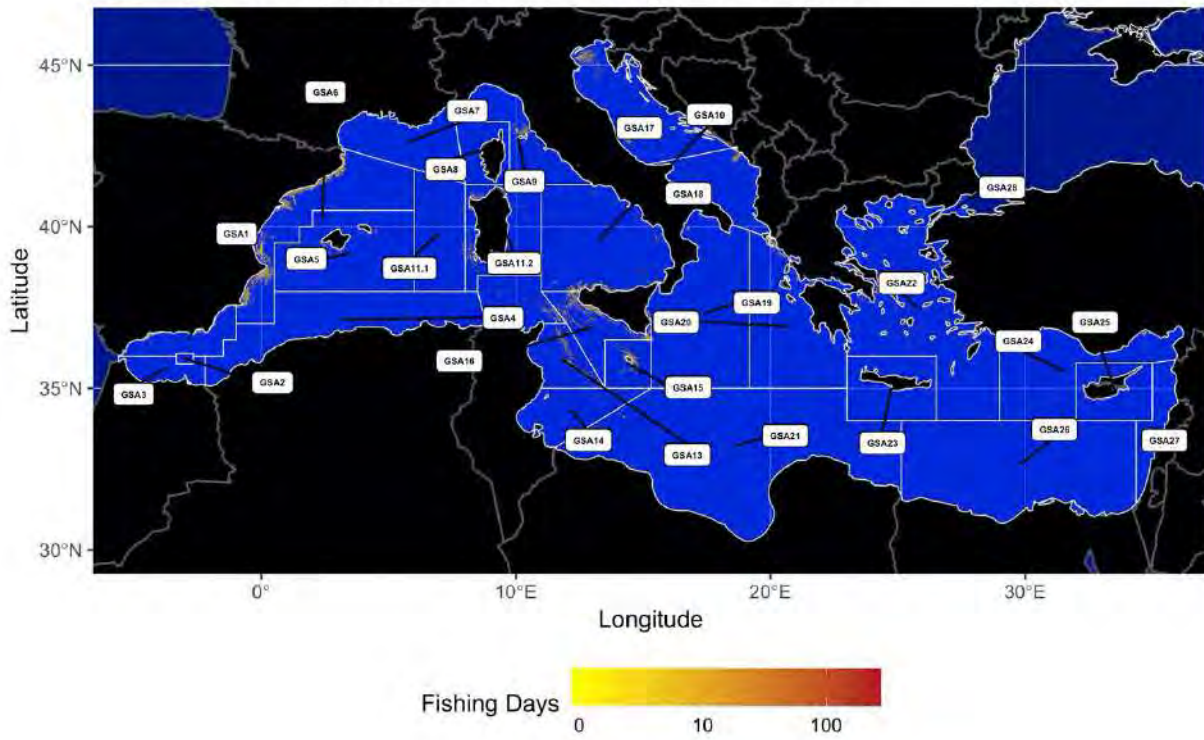 45°N
40°N
35°N
30°N
Latitude
GSA6
GSA7
GSA17
GSA10
GSA8
GSA9
GSA18
GSA28
GSA1
GSA5
GSA11.1
GSA11.2
GSA22
GSA19
GSA4
GSA20
GSA25
GSA24
GSA16
GSA3
GSA2
GSA15
GSA14
GSA21
GSA13
GSA23
GSA26
GSA27
0°
10°E
20°E
30°E
Longitude
Fishing Days
0
10
100